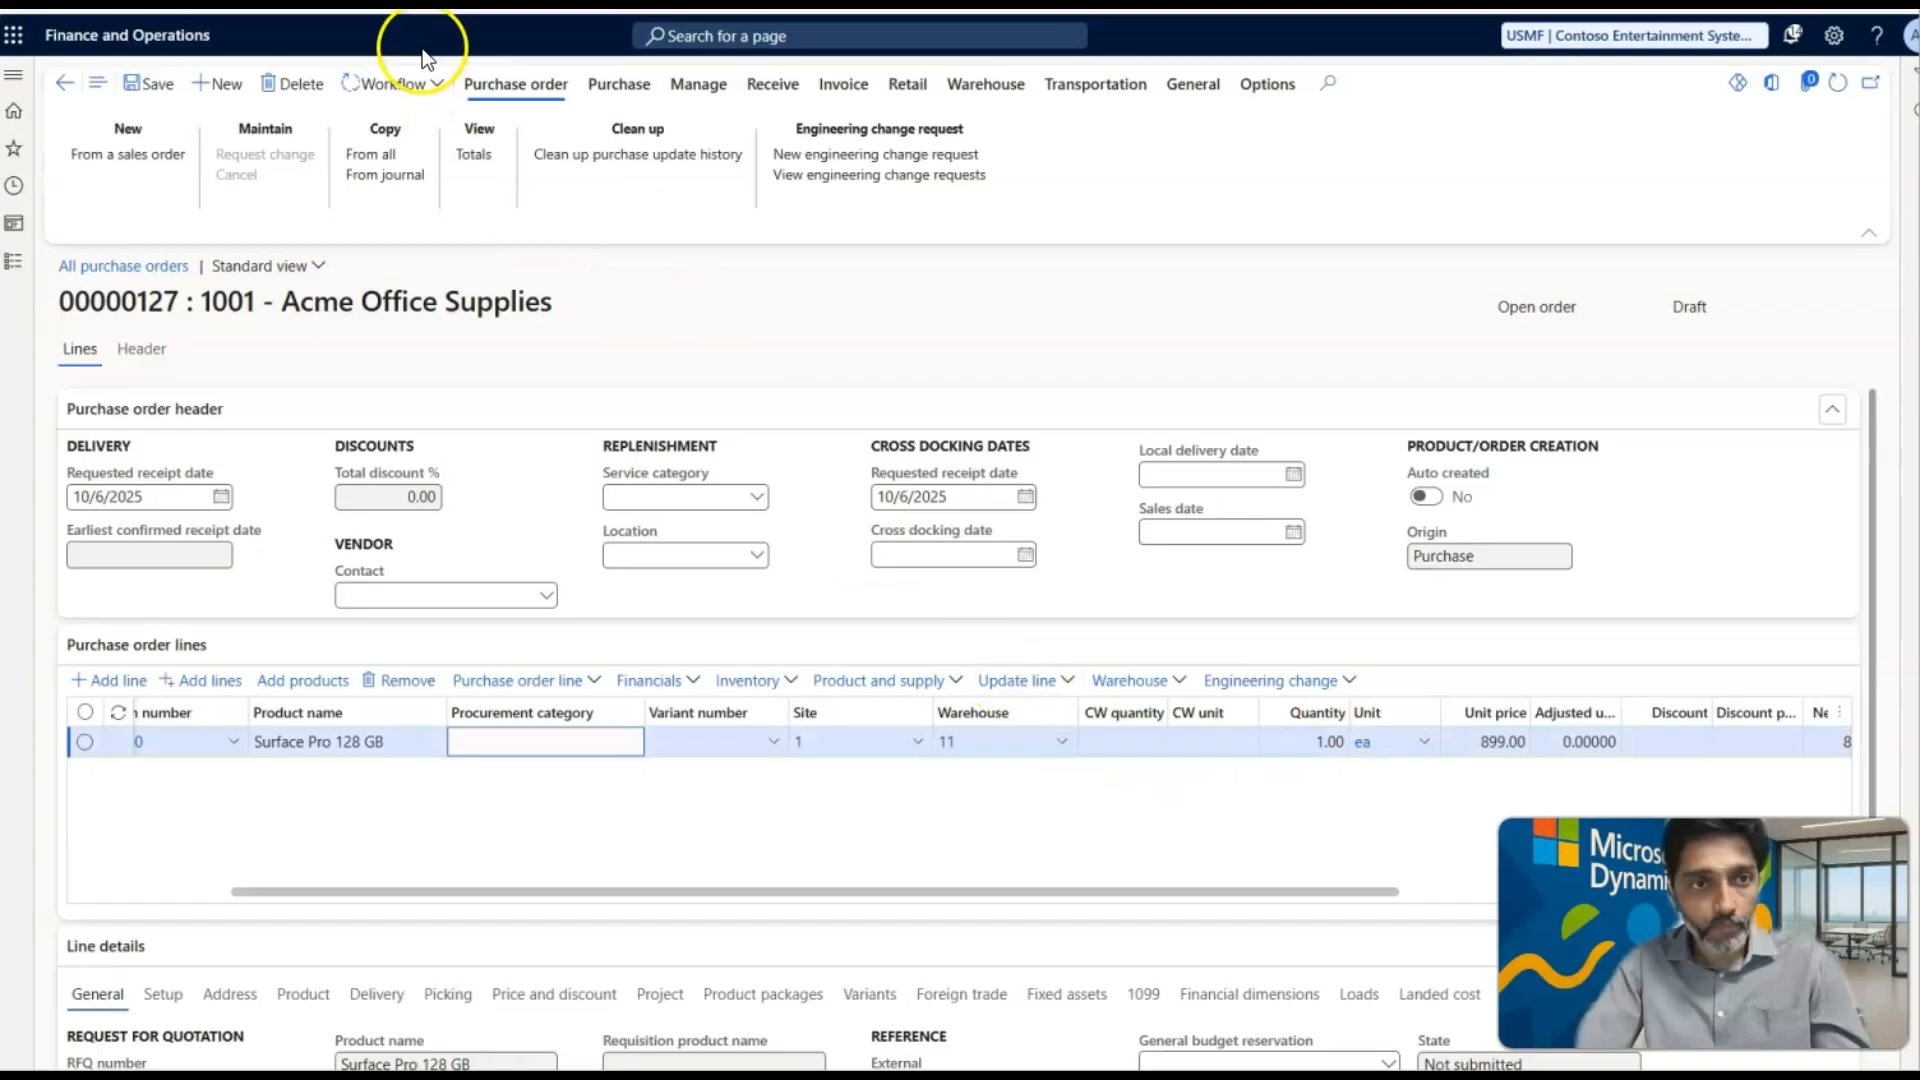 Finance and Operations
Search for a page
USMF | Contoso Entertainment Syste...
Save
New
Delete
Workflow
Purchase order
Purchase
Manage
Receive
Invoice
Retail
Warehouse
Transportation
General
Options
0
New
Maintain
Copy
View
Clean up
Engineering change request
From a sales order
Request change
From all
Totals
Clean up purchase update history
New engineering change request
Cancel
From journal
View engineering change requests
All purchase orders | Standard view
00000127 : 1001 - Acme Office Supplies
Open order
Draft
Lines
Header
Purchase order header
DELIVERY
Requested receipt date
10/6/2025
Earliest confirmed receipt date
DISCOUNTS
Total discount %
0.00
VENDOR
Contact
REPLENISHMENT
Service category
Location
CROSS DOCKING DATES
Requested receipt date
10/6/2025
Cross docking date
Local delivery date
Sales date
PRODUCT/ORDER CREATION
Auto created
No
Origin
Purchase
Purchase order lines
Add line
Add lines
Add products
Remove
Purchase order line
Financials
Inventory
Product and supply
Update line
Warehouse
Engineering change
number
Product name
Procurement category
Variant number
Site
Warehouse
CW quantity
CW unit
Quantity
Unit
Unit price
Adjusted u...
Discount
Discount p...
Ne
0
Surface Pro 128 GB
1
11
1.00
ea
899.00
0.00000
8
Line details
General
Setup
Address
Product
Delivery
Picking
Price and discount
Project
Product packages
Variants
Foreign trade
Fixed assets
1099
Financial dimensions
Loads
Landed cost
REQUEST FOR QUOTATION
RFQ number
Product name
Surface Pro 128 GB
Requisition product name
REFERENCE
External
General budget reservation
State
Not submitted
Micros
Dynami